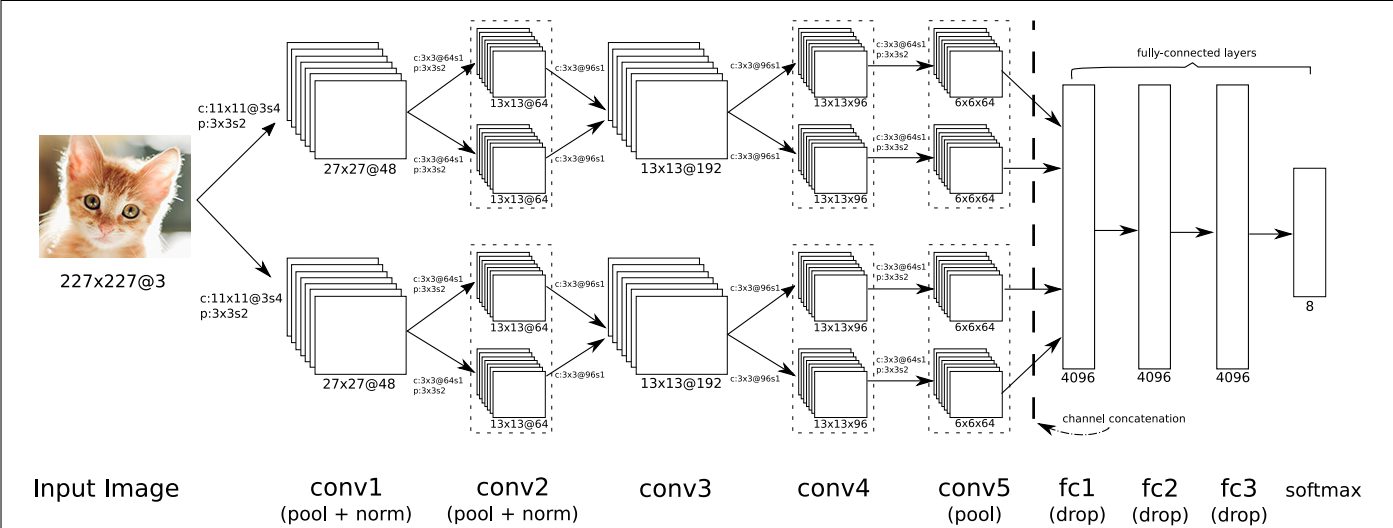 fully-connected layers
c:11x11@3s4
p:3x3s2
27x27@48
c:3x3@64s1
p:3x3s2
c:3x3@64s1
p:3x3s2
13x13@64
13x13@64
c:3x3@96s1
c:3x3@96s1
13x13@192
c:3x3@96s1
c:3x3@96s1
13x13x96
13x13x96
c:3x3@64s1
p:3x3s2
c:3x3@64s1
p:3x3s2
6x6x64
6x6x64
227x227@3
c:11x11@3s4
p:3x3s2
27x27@48
c:3x3@64s1
p:3x3s2
c:3x3@64s1
p:3x3s2
13x13@64
13x13@64
c:3x3@96s1
c:3x3@96s1
13x13@192
c:3x3@96s1
c:3x3@96s1
13x13x96
13x13x96
c:3x3@64s1
p:3x3s2
c:3x3@64s1
p:3x3s2
6x6x64
6x6x64
4096
4096
4096
8
channel concatenation
Input Image
conv1
(pool + norm)
conv2
(pool + norm)
conv3
conv4
conv5
(pool)
fc1
(drop)
fc2
(drop)
fc3
(drop)
softmax